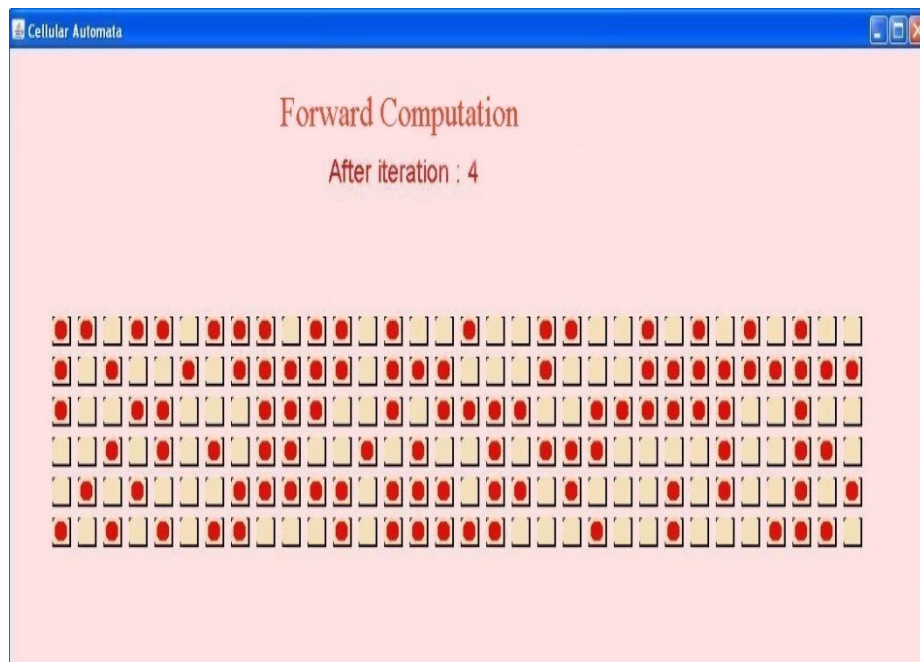 Cellular Automata
Forward Computation
After iteration : 4